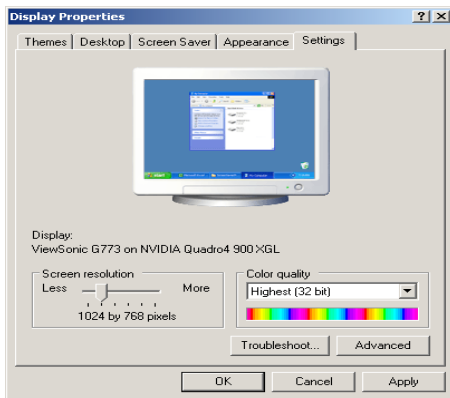 Display Properties
Themes Desktop Screen Saver Appearance Settings
Display:
ViewSonic G773 on NVIDIA Quadro4 900 XGL
Screen resolution
Less More
1024 by 768 pixels
Color quality
Highest (32 bit)
Troubleshoot... Advanced
OK Cancel Apply